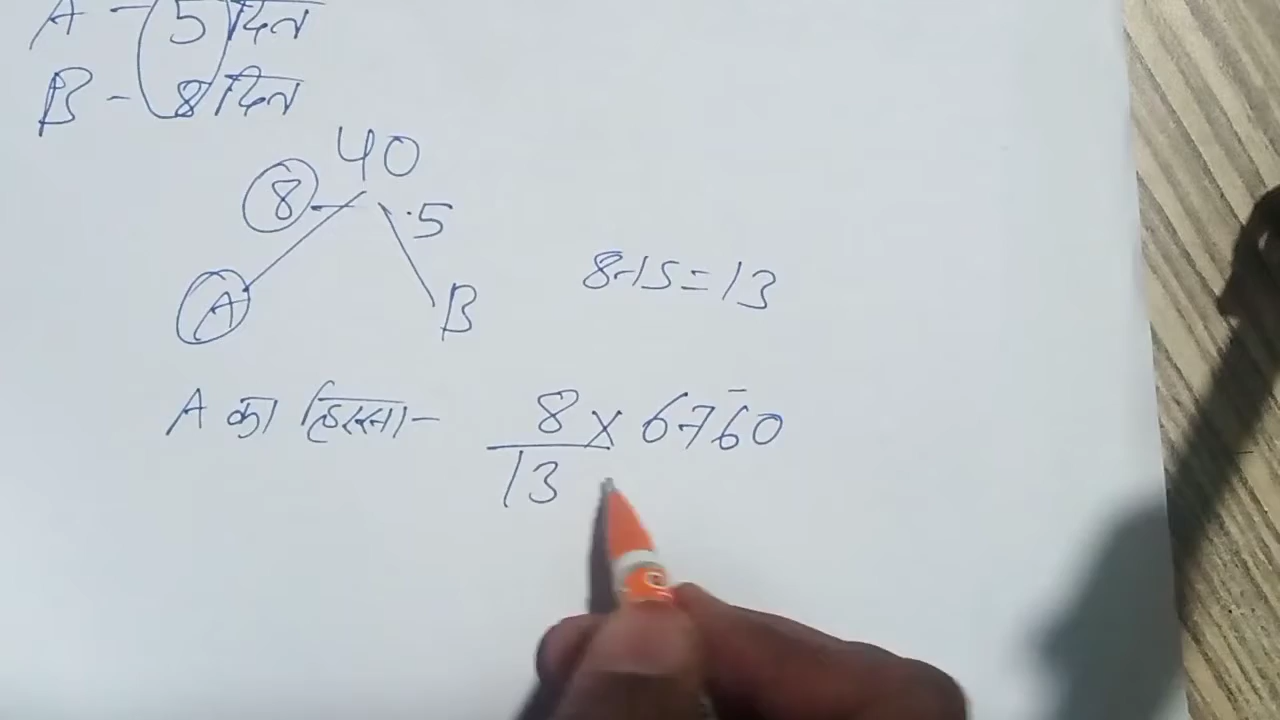 A - 5 दिन
B - 8 दिन
40
8 5
A B
8+5=13
A का हिस्सा- 8/13 × 6760